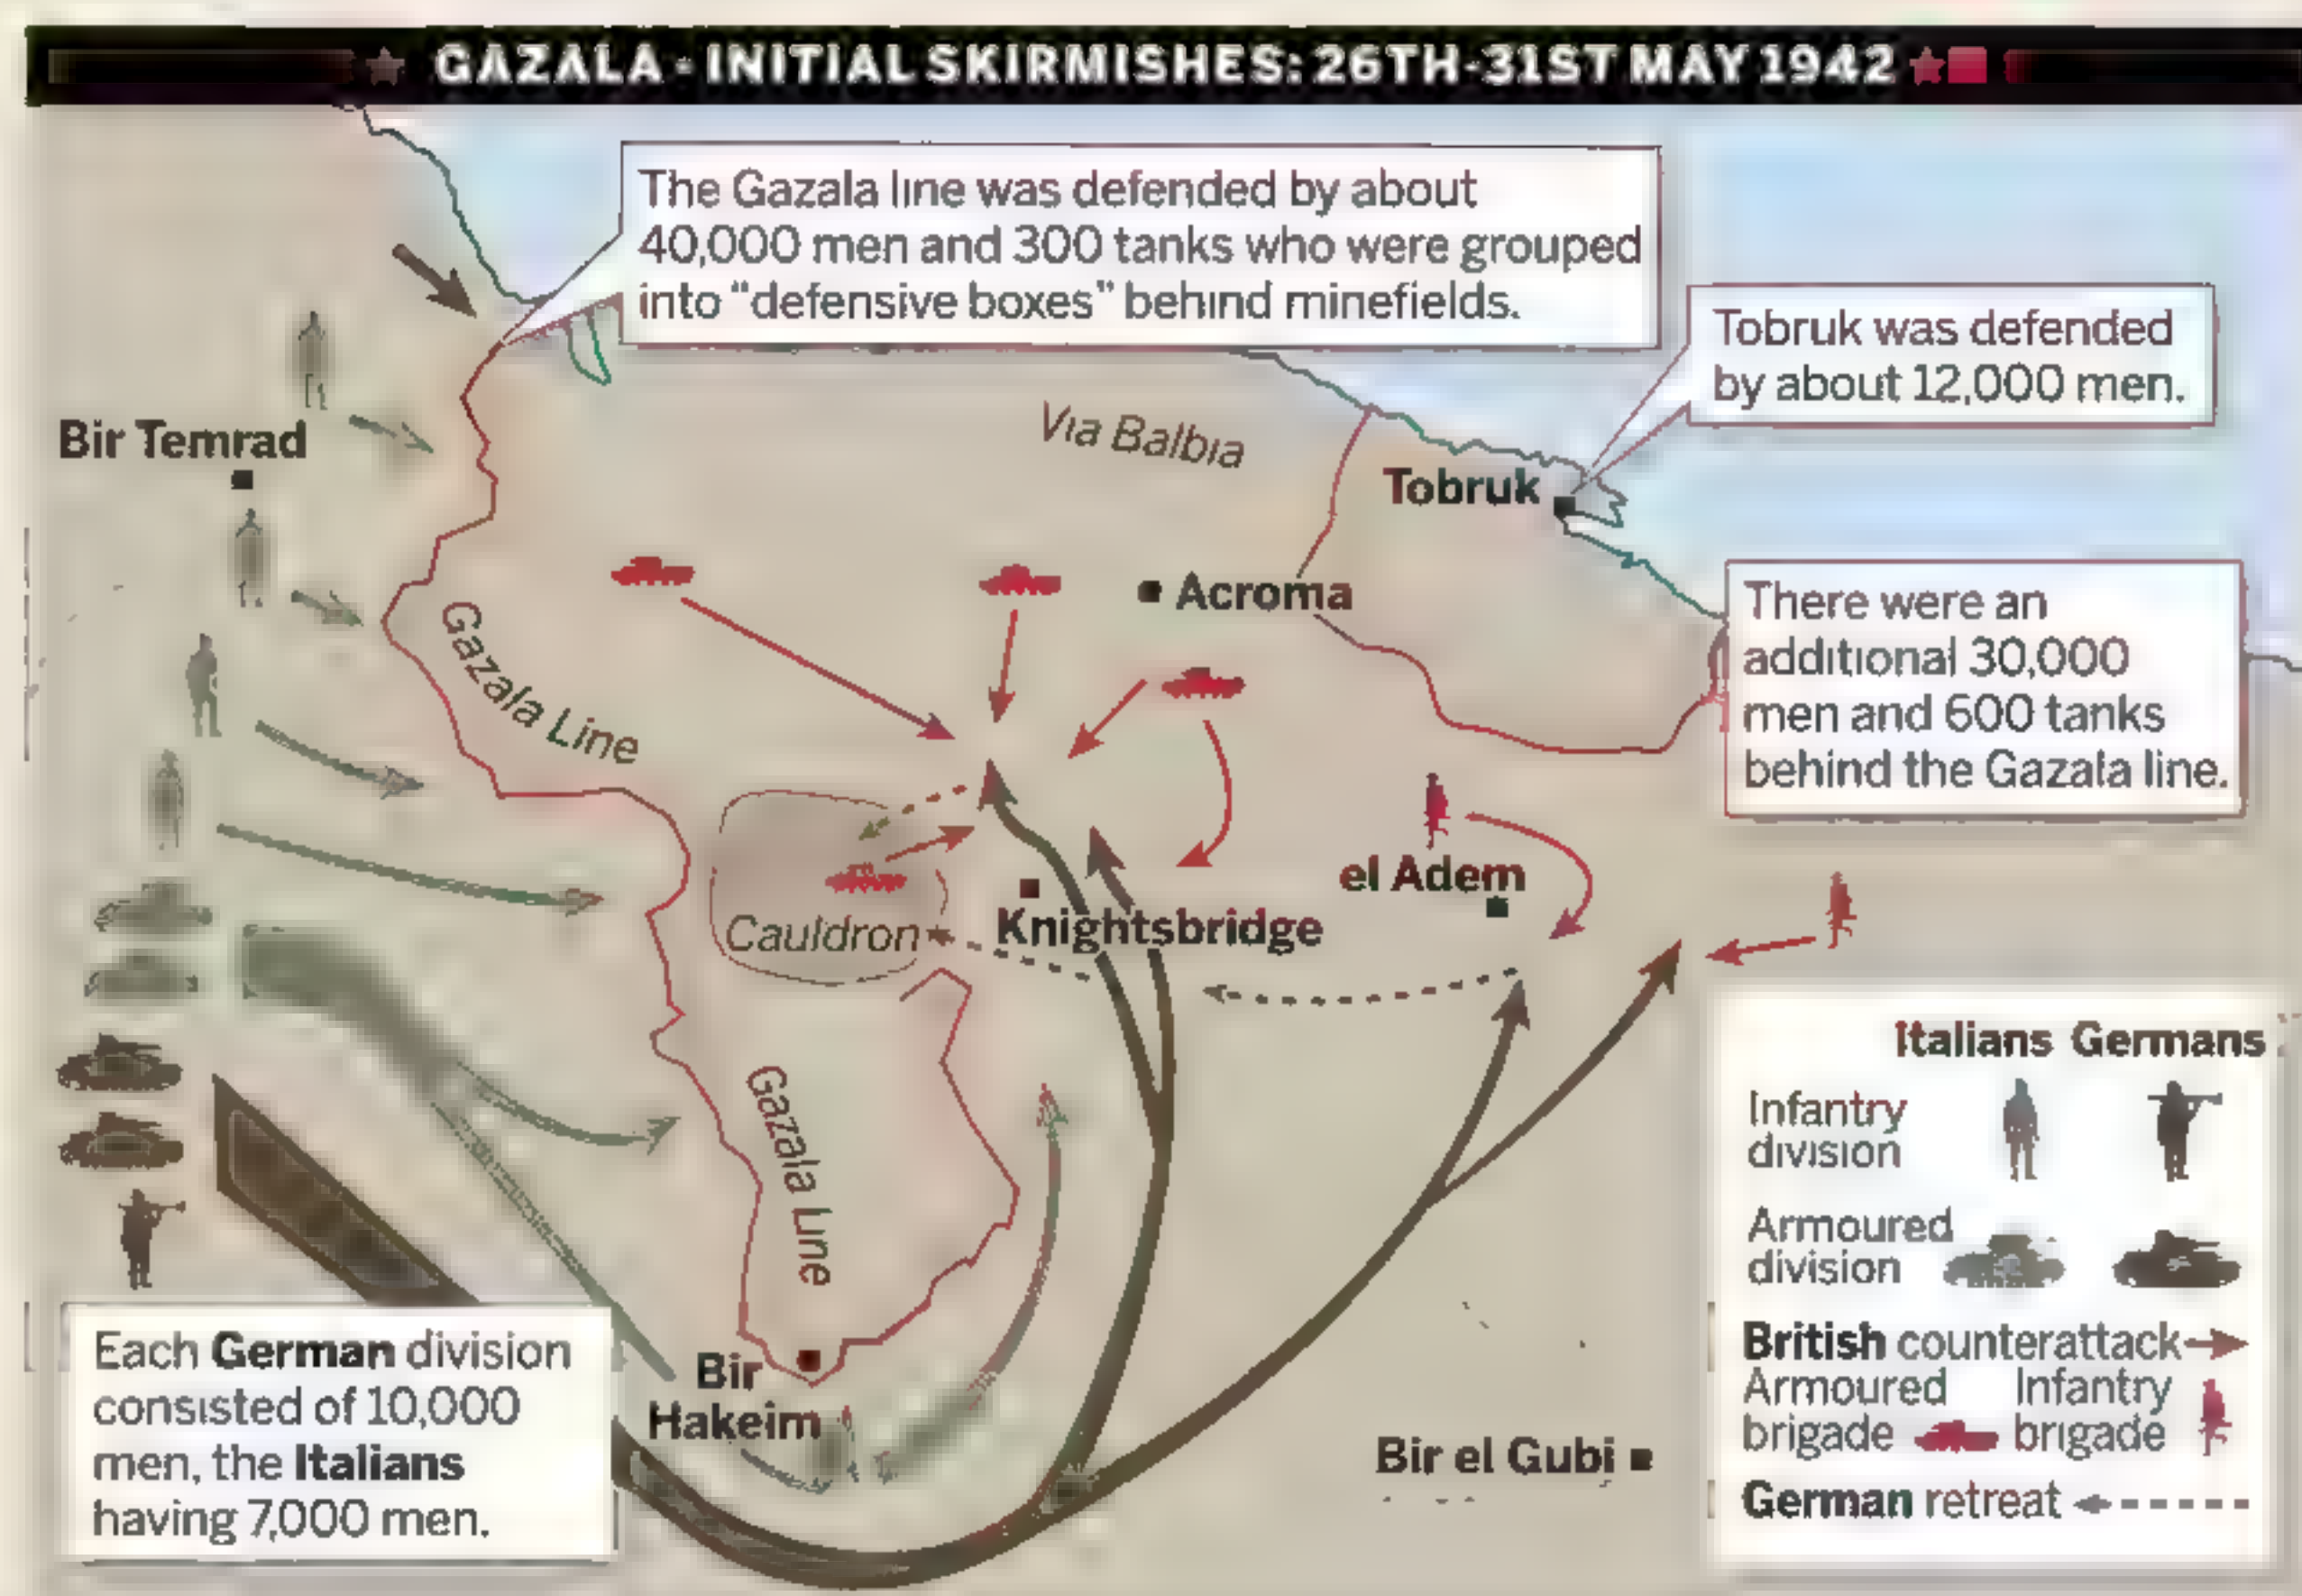 GAZALA - INITIAL SKIRMISHES: 26TH-31ST MAY 1942
The Gazala line was defended by about
40,000 men and 300 tanks who were grouped
into “defensive boxes” behind minefields.
Tobruk was defended
by about 12,000 men.
Bir Temrad
Via Balbia
Tobruk
Acroma
There were an
additional 30,000
men and 600 tanks
behind the Gazala line.
Gazala Line
el Adem
Cauldron
Knightsbridge
Gazala Line
Bir
Hakeim
Bir el Gubi
Each German division
consisted of 10,000
men, the Italians
having 7,000 men.
Italians Germans
Infantry
division
Armoured
division
British counterattack
Armoured Infantry
brigade brigade
German retreat